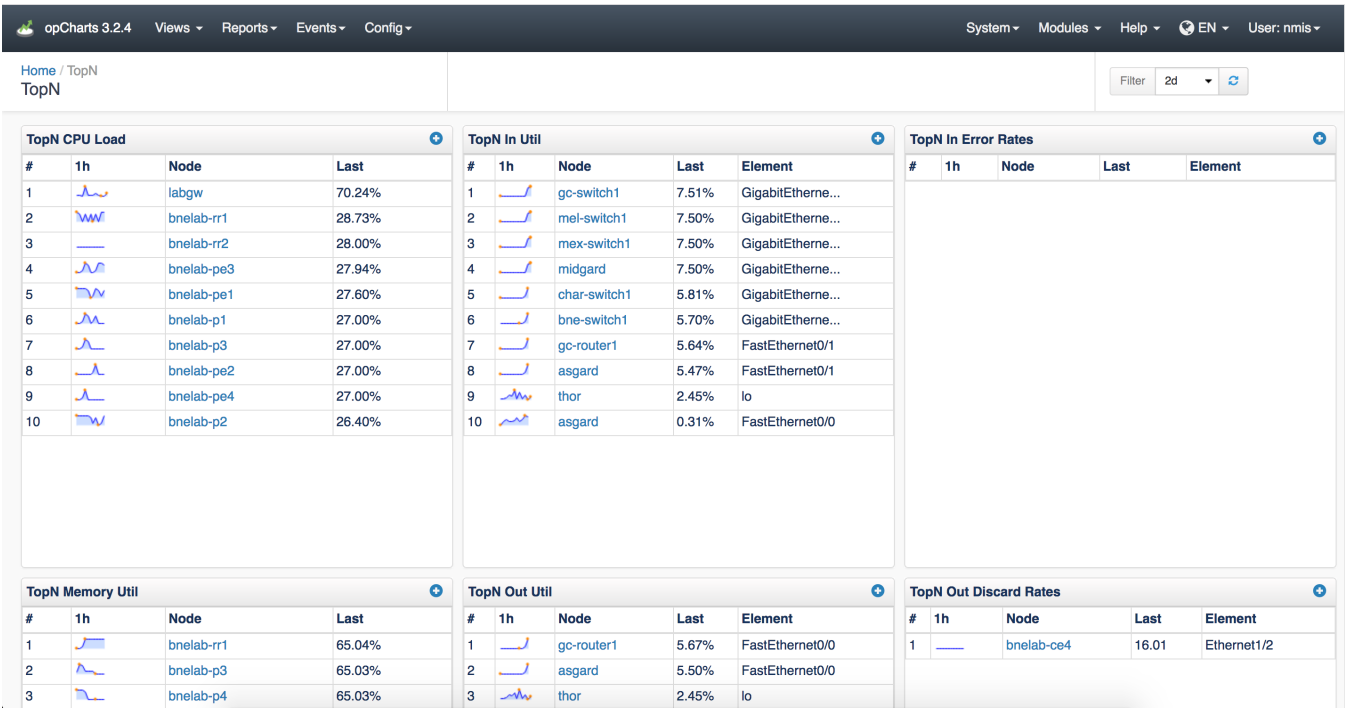 opCharts 3.2.4 Views Reports Events Config System Modules Help EN User: nmis
Home / TopN
TopN
Filter 2d
TopN CPU Load
# 1h Node Last
1 labgw 70.24%
2 bnelab-rr1 28.73%
3 bnelab-rr2 28.00%
4 bnelab-pe3 27.94%
5 bnelab-pe1 27.60%
6 bnelab-p1 27.00%
7 bnelab-p3 27.00%
8 bnelab-pe2 27.00%
9 bnelab-pe4 27.00%
10 bnelab-p2 26.40%
TopN In Util
# 1h Node Last Element
1 gc-switch1 7.51% GigabitEtherne...
2 mel-switch1 7.50% GigabitEtherne...
3 mex-switch1 7.50% GigabitEtherne...
4 midgard 7.50% GigabitEtherne...
5 char-switch1 5.81% GigabitEtherne...
6 bne-switch1 5.70% GigabitEtherne...
7 gc-router1 5.64% FastEthernet0/1
8 asgard 5.47% FastEthernet0/1
9 thor 2.45% lo
10 asgard 0.31% FastEthernet0/0
TopN In Error Rates
# 1h Node Last Element
TopN Memory Util
# 1h Node Last
1 bnelab-rr1 65.04%
2 bnelab-p3 65.03%
3 bnelab-p4 65.03%
TopN Out Util
# 1h Node Last Element
1 gc-router1 5.67% FastEthernet0/0
2 asgard 5.50% FastEthernet0/0
3 thor 2.45% lo
TopN Out Discard Rates
# 1h Node Last Element
1 bnelab-ce4 16.01 Ethernet1/2